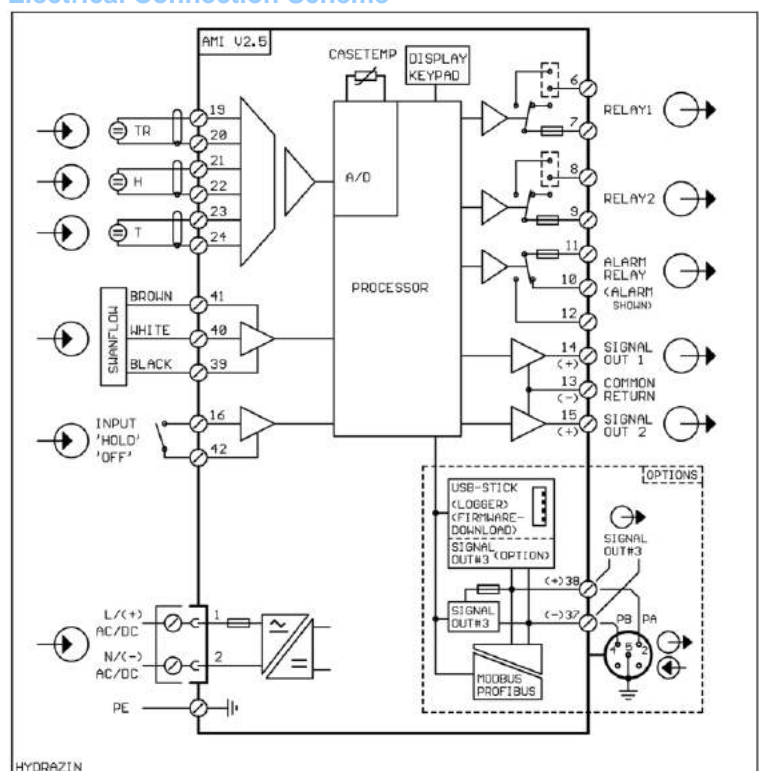 Electrical Connection Scheme
AMI V2.5
CASETEMP
DISPLAY
KEYPAD
A/D
PROCESSOR
19
TR
20
21
H
22
23
T
24
SWANFLOW
BROWN
41
WHITE
40
BLACK
39
INPUT
'HOLD'
'OFF'
16
42
L/(+)
AC/DC
1
N/(-)
AC/DC
2
PE
6
RELAY1
7
8
RELAY2
9
11
ALARM
RELAY
(ALARM
SHOWN)
10
12
14
(+)
SIGNAL
OUT 1
13
(-)
COMMON
RETURN
15
(+)
SIGNAL
OUT 2
OPTIONS
USB-STICK
(LOGGER)
(FIRMWARE-
DOWNLOAD)
SIGNAL
OUT#3 (OPTION)
SIGNAL
OUT#3
(+)38
SIGNAL
OUT#3
(-)37
PB PA
4 5 2
MODBUS
PROFIBUS
HYDRAZIN